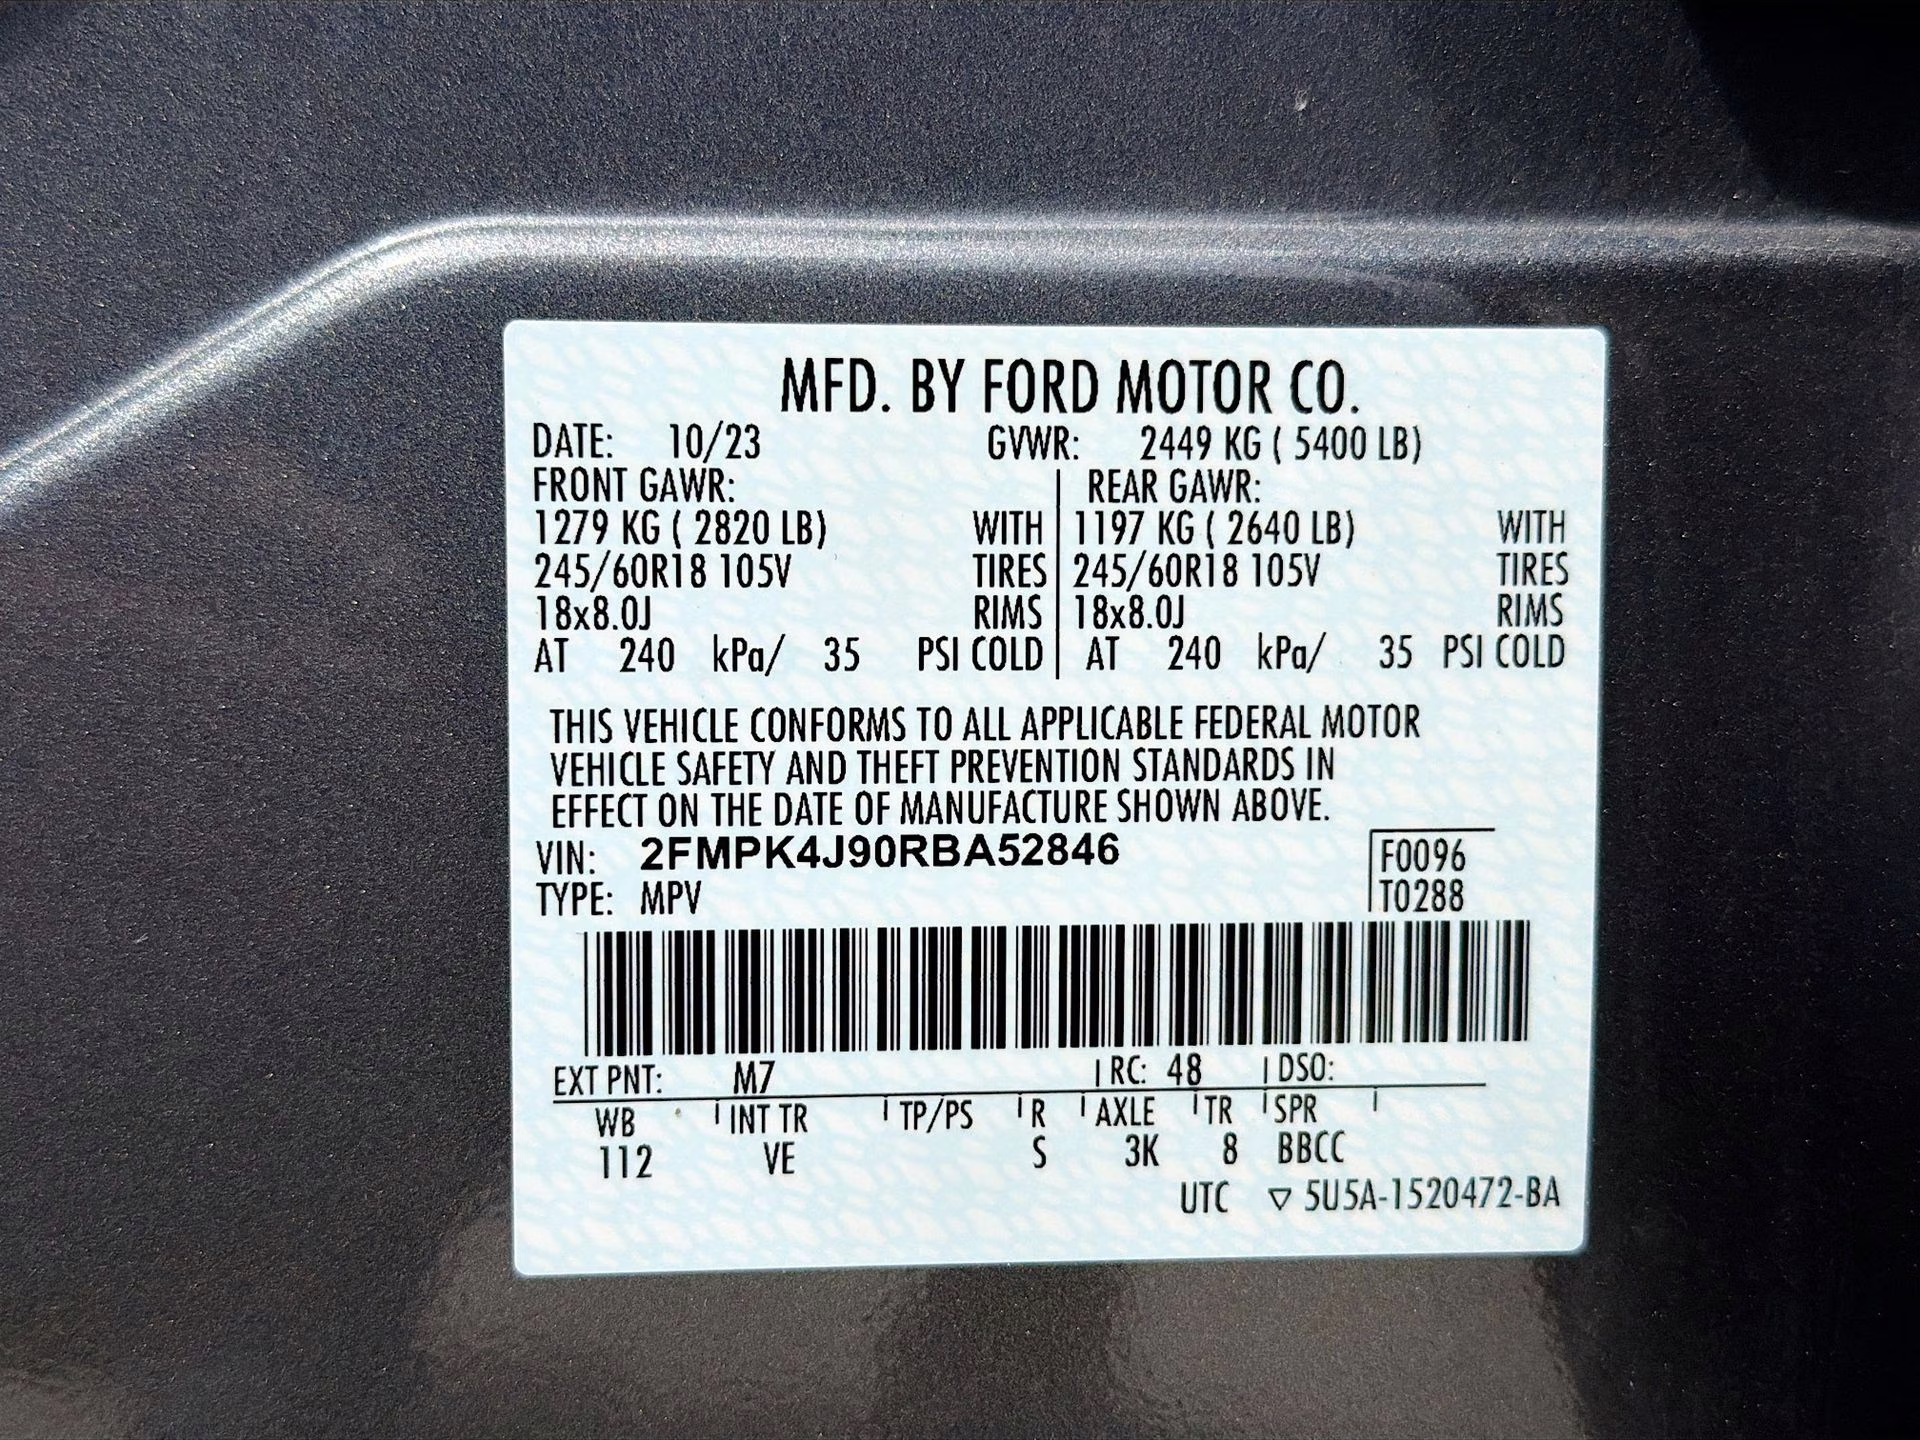 MFD. BY FORD MOTOR CO.
DATE: 10/23 GVWR: 2449 KG ( 5400 LB)
FRONT GAWR: REAR GAWR:
1279 KG ( 2820 LB) WITH 1197 KG ( 2640 LB) WITH
245/60R18 105V TIRES 245/60R18 105V TIRES
18x8.0J RIMS 18x8.0J RIMS
AT 240 kPa/ 35 PSI COLD AT 240 kPa/ 35 PSI COLD
THIS VEHICLE CONFORMS TO ALL APPLICABLE FEDERAL MOTOR
VEHICLE SAFETY AND THEFT PREVENTION STANDARDS IN
EFFECT ON THE DATE OF MANUFACTURE SHOWN ABOVE.
VIN: 2FMPK4J90RBA52846 F0096
TYPE: MPV T0288
EXT PNT: M7 RC: 48 DSO:
WB INT TR TP/PS R AXLE TR SPR
112 VE S 3K 8 BBCC
UTC ▽ 5U5A-1520472-BA